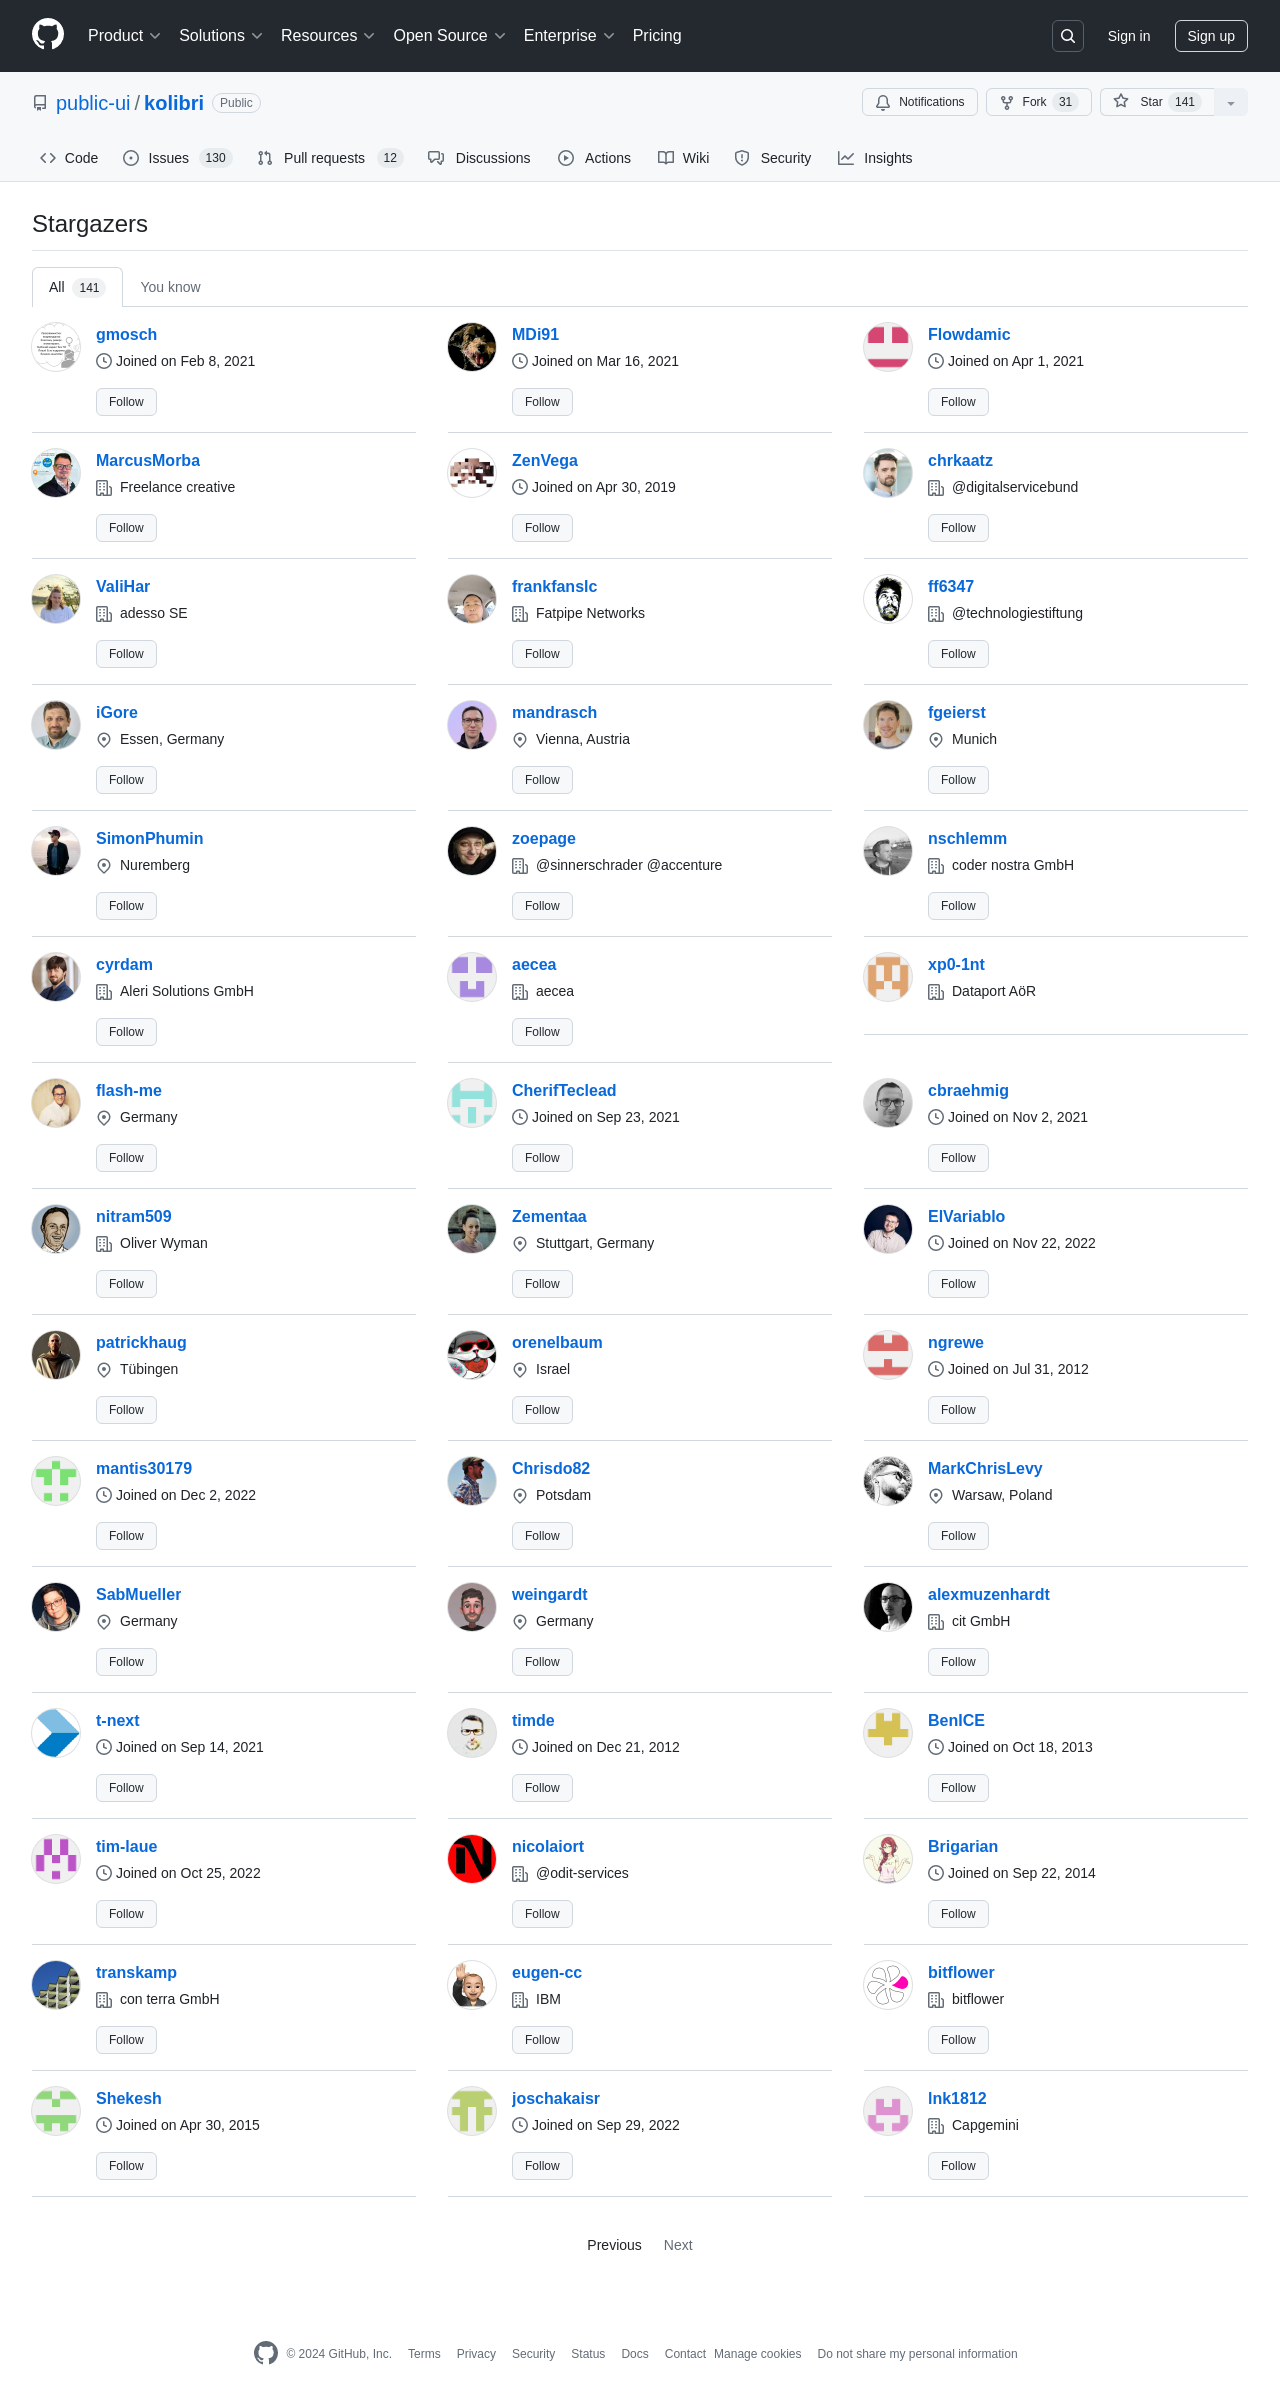 Product Solutions Resources Open Source Enterprise Pricing Sign in Sign up
public-ui / kolibri Public Notifications Fork 31 Star 141
Code Issues 130 Pull requests 12 Discussions Actions Wiki Security Insights
Stargazers
All 141 You know
gmosch MDi91 Flowdamic
Joined on Feb 8, 2021 Joined on Mar 16, 2021 Joined on Apr 1, 2021
Follow Follow Follow
MarcusMorba ZenVega chrkaatz
Freelance creative Joined on Apr 30, 2019 @digitalservicebund
Follow Follow Follow
ValiHar frankfanslc ff6347
adesso SE Fatpipe Networks @technologiestiftung
Follow Follow Follow
iGore mandrasch fgeierst
Essen, Germany Vienna, Austria Munich
Follow Follow Follow
SimonPhumin zoepage nschlemm
Nuremberg @sinnerschrader @accenture coder nostra GmbH
Follow Follow Follow
cyrdam aecea xp0-1nt
Aleri Solutions GmbH aecea Dataport AöR
Follow Follow
flash-me CherifTeclead cbraehmig
Germany Joined on Sep 23, 2021 Joined on Nov 2, 2021
Follow Follow Follow
nitram509 Zementaa ElVariablo
Oliver Wyman Stuttgart, Germany Joined on Nov 22, 2022
Follow Follow Follow
patrickhaug orenelbaum ngrewe
Tübingen Israel Joined on Jul 31, 2012
Follow Follow Follow
mantis30179 Chrisdo82 MarkChrisLevy
Joined on Dec 2, 2022 Potsdam Warsaw, Poland
Follow Follow Follow
SabMueller weingardt alexmuzenhardt
Germany Germany cit GmbH
Follow Follow Follow
t-next timde BenICE
Joined on Sep 14, 2021 Joined on Dec 21, 2012 Joined on Oct 18, 2013
Follow Follow Follow
tim-laue nicolaiort Brigarian
Joined on Oct 25, 2022 @odit-services Joined on Sep 22, 2014
Follow Follow Follow
transkamp eugen-cc bitflower
con terra GmbH IBM bitflower
Follow Follow Follow
Shekesh joschakaisr lnk1812
Joined on Apr 30, 2015 Joined on Sep 29, 2022 Capgemini
Follow Follow Follow
Previous Next
© 2024 GitHub, Inc. Terms Privacy Security Status Docs Contact Manage cookies Do not share my personal information